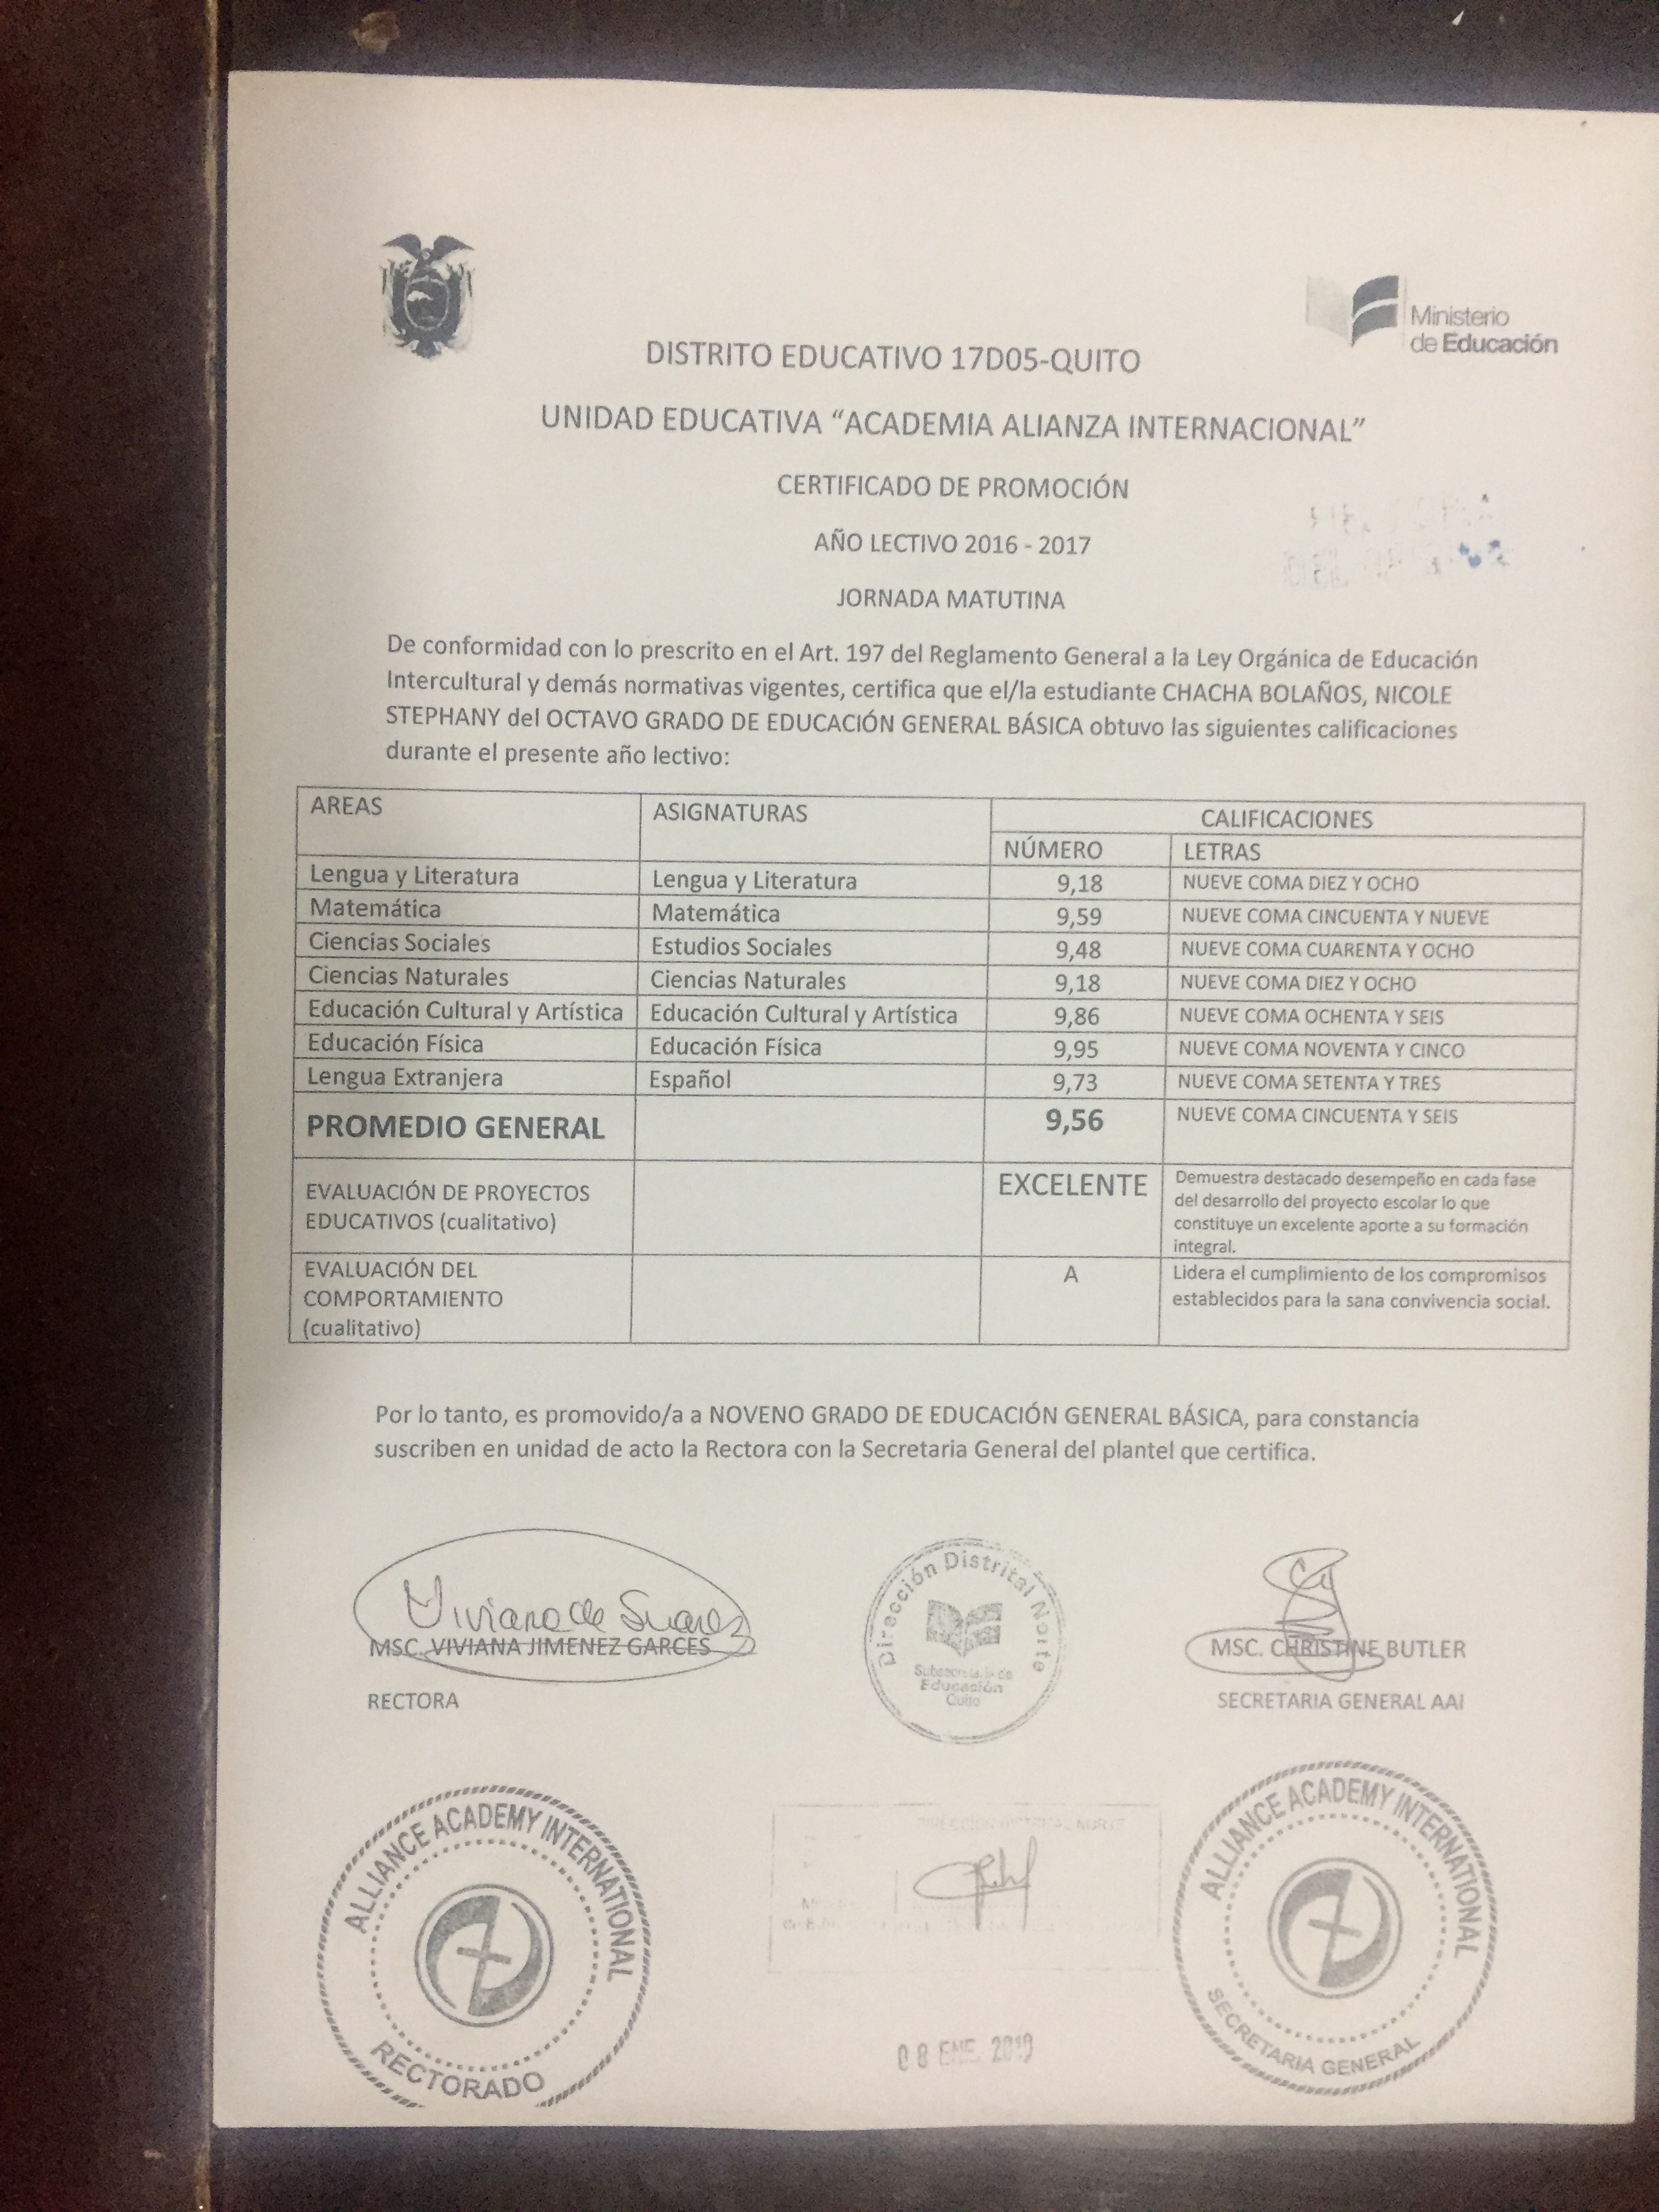 Ministerio
de Educación
DISTRITO EDUCATIVO 17D05-QUITO
UNIDAD EDUCATIVA “ACADEMIA ALIANZA INTERNACIONAL”
CERTIFICADO DE PROMOCIÓN
AÑO LECTIVO 2016 - 2017
JORNADA MATUTINA
De conformidad con lo prescrito en el Art. 197 del Reglamento General a la Ley Orgánica de Educación
Intercultural y demás normativas vigentes, certifica que el/la estudiante CHACHA BOLAÑOS, NICOLE
STEPHANY del OCTAVO GRADO DE EDUCACIÓN GENERAL BÁSICA obtuvo las siguientes calificaciones
durante el presente año lectivo:
AREAS ASIGNATURAS CALIFICACIONES
NÚMERO LETRAS
Lengua y Literatura Lengua y Literatura 9,18 NUEVE COMA DIEZ Y OCHO
Matemática Matemática 9,59 NUEVE COMA CINCUENTA Y NUEVE
Ciencias Sociales Estudios Sociales 9,48 NUEVE COMA CUARENTA Y OCHO
Ciencias Naturales Ciencias Naturales 9,18 NUEVE COMA DIEZ Y OCHO
Educación Cultural y Artística Educación Cultural y Artística 9,86 NUEVE COMA OCHENTA Y SEIS
Educación Física Educación Física 9,95 NUEVE COMA NOVENTA Y CINCO
Lengua Extranjera Español 9,73 NUEVE COMA SETENTA Y TRES
PROMEDIO GENERAL 9,56 NUEVE COMA CINCUENTA Y SEIS
EVALUACIÓN DE PROYECTOS
EDUCATIVOS (cualitativo)
EXCELENTE
Demuestra destacado desempeño en cada fase
del desarrollo del proyecto escolar lo que
constituye un excelente aporte a su formación
integral.
EVALUACIÓN DEL
COMPORTAMIENTO
(cualitativo)
A
Lidera el cumplimiento de los compromisos
establecidos para la sana convivencia social.
Por lo tanto, es promovido/a a NOVENO GRADO DE EDUCACIÓN GENERAL BÁSICA, para constancia
suscriben en unidad de acto la Rectora con la Secretaria General del plantel que certifica.
Viviana de Suarez
MSC. VIVIANA JIMENEZ GARCES
RECTORA
Dirección Distrital Norte
Subsecretaría de
Educación
Quito
MSC. CHRISTINE BUTLER
SECRETARIA GENERAL AAI
ALLIANCE ACADEMY INTERNATIONAL
RECTORADO
DIRECCIÓN DISTRITAL NORTE
08 ENE. 2019
ALLIANCE ACADEMY INTERNATIONAL
SECRETARIA GENERAL